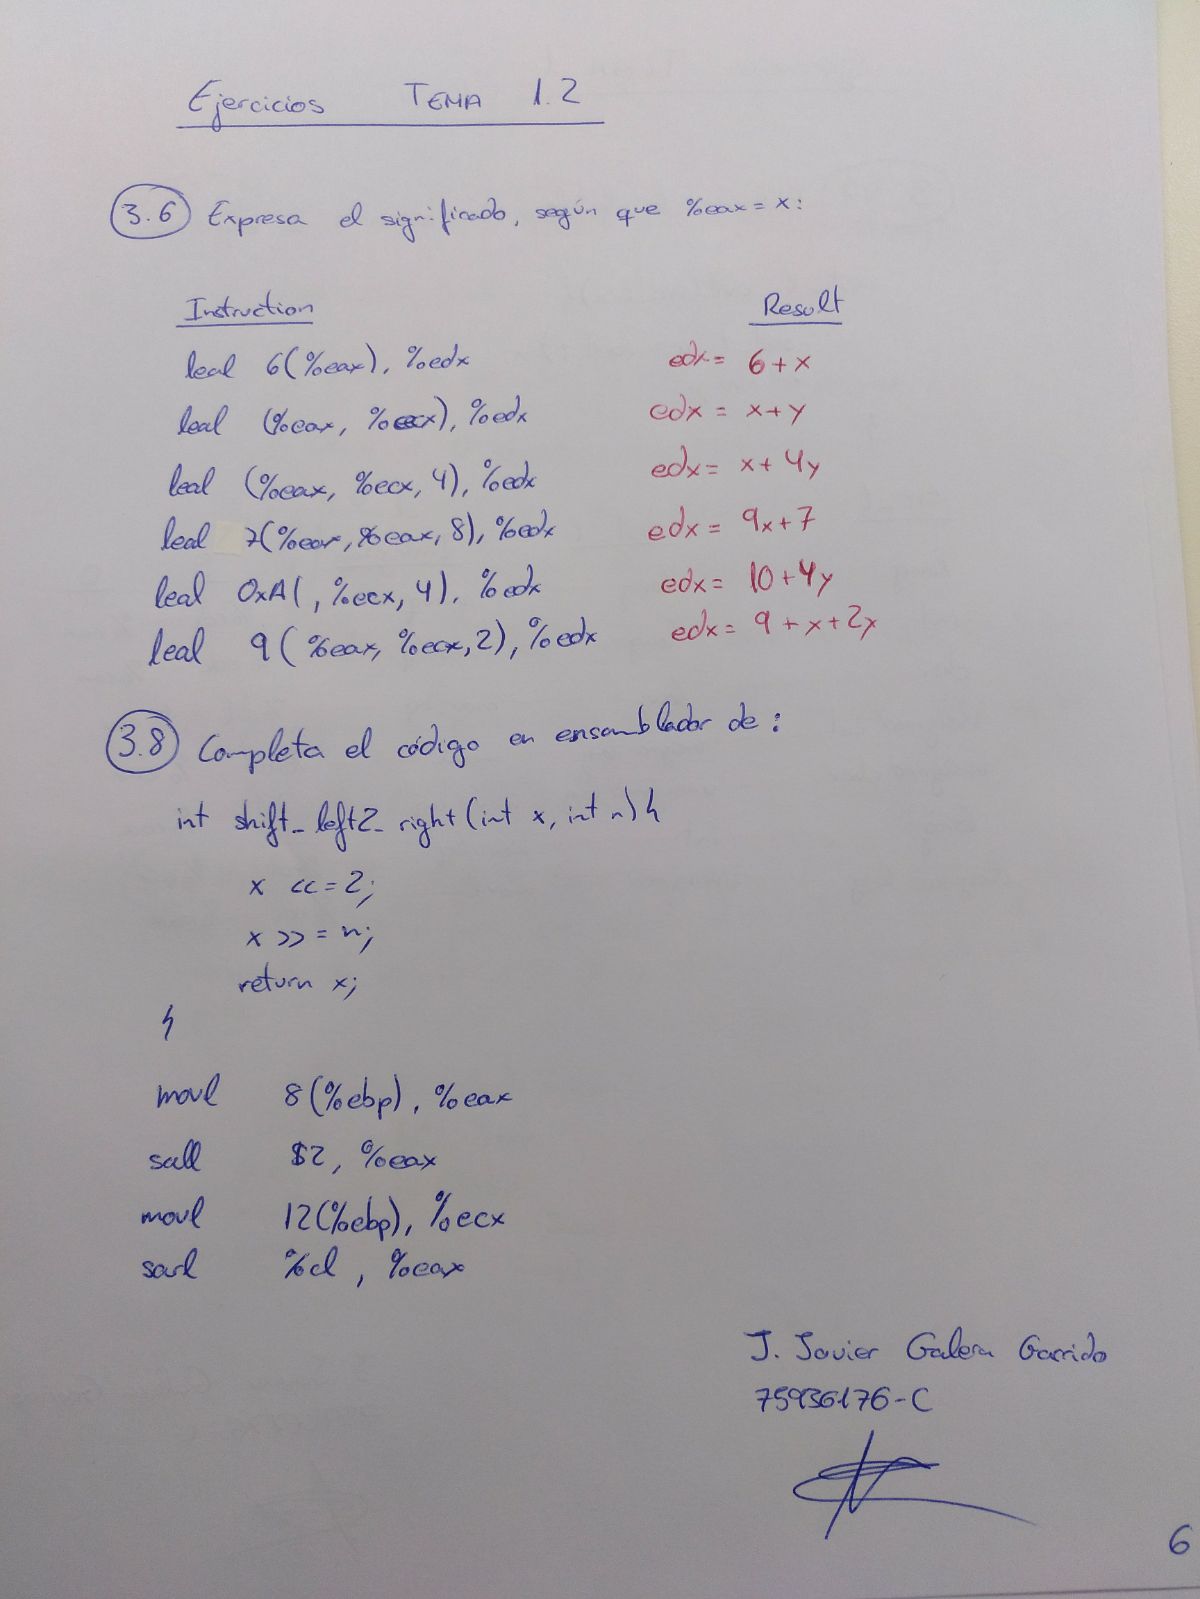 Ejercicios TEMA 1.2
3.6 Expresa el significado, según que %eax = x:
Instruction Result
leal 6(%eax), %edx edx = 6 + x
leal (%eax, %ecx), %edx edx = x + y
leal (%eax, %ecx, 4), %edx edx = x + 4y
leal 7(%eax, %eax, 8), %edx edx = 9x + 7
leal 0xA( , %ecx, 4), %edx edx = 10 + 4y
leal 9 ( %eax, %ecx, 2), %edx edx = 9 + x + 2y
3.8 Completa el código en ensamblador de:
int shift_left2_right (int x, int n) {
x <<= 2;
x >>= n;
return x;
}
movl 8(%ebp), %eax
sall $2, %eax
movl 12(%ebp), %ecx
sarl %cl, %eax
J. Javier Galera Garrido
75936176-C
6